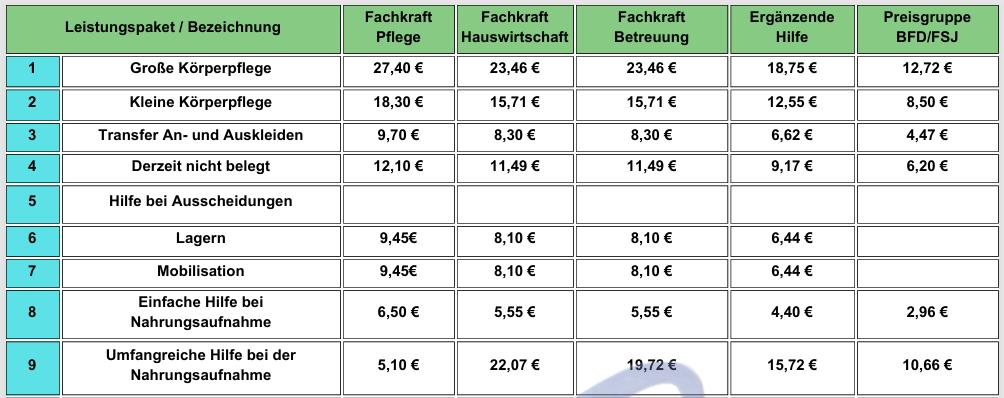 Leistungspaket / Bezeichnung Fachkraft Pflege Fachkraft Hauswirtschaft Fachkraft Betreuung Ergänzende Hilfe Preisgruppe BFD/FSJ
1 Große Körperpflege 27,40 € 23,46 € 23,46 € 18,75 € 12,72 €
2 Kleine Körperpflege 18,30 € 15,71 € 15,71 € 12,55 € 8,50 €
3 Transfer An- und Auskleiden 9,70 € 8,30 € 8,30 € 6,62 € 4,47 €
4 Derzeit nicht belegt 12,10 € 11,49 € 11,49 € 9,17 € 6,20 €
5 Hilfe bei Ausscheidungen
6 Lagern 9,45€ 8,10 € 8,10 € 6,44 €
7 Mobilisation 9,45€ 8,10 € 8,10 € 6,44 €
8 Einfache Hilfe bei Nahrungsaufnahme 6,50 € 5,55 € 5,55 € 4,40 € 2,96 €
9 Umfangreiche Hilfe bei der Nahrungsaufnahme 5,10 € 22,07 € 19,72 € 15,72 € 10,66 €